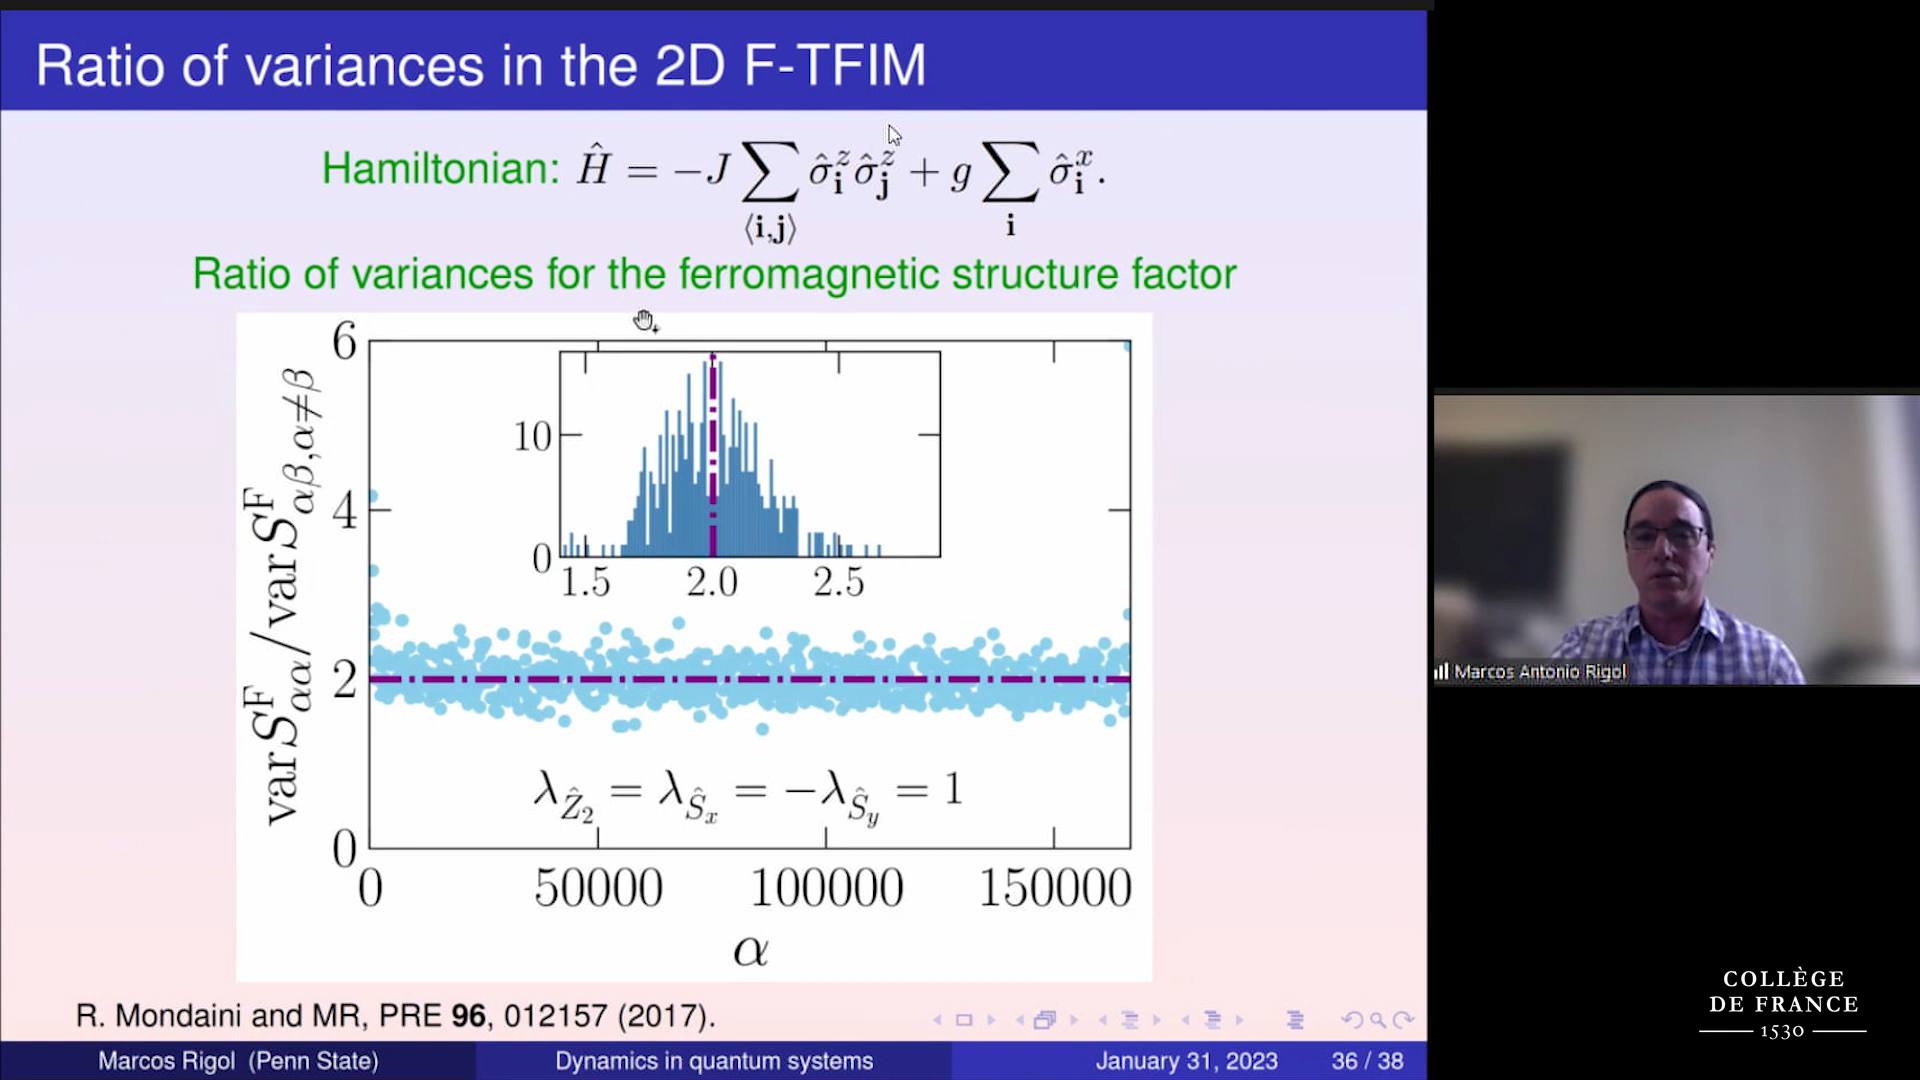 Ratio of variances in the 2D F-TFIM
Hamiltonian: Ĥ = −J ∑⟨i,j⟩ σ̂ᶻᵢ σ̂ᶻⱼ + g ∑ᵢ σ̂ˣᵢ.
Ratio of variances for the ferromagnetic structure factor
varS^F_αα/varS^F_αβ,α≠β
6
4
2
0
10
0
1.5 2.0 2.5
λ_Ẑ₂ = λ_Ŝₓ = −λ_Ŝ_y = 1
0 50000 100000 150000
α
R. Mondaini and MR, PRE 96, 012157 (2017).
Marcos Rigol (Penn State) Dynamics in quantum systems January 31, 2023 36 / 38
Marcos Antonio Rigol
COLLÈGE
DE FRANCE
1530